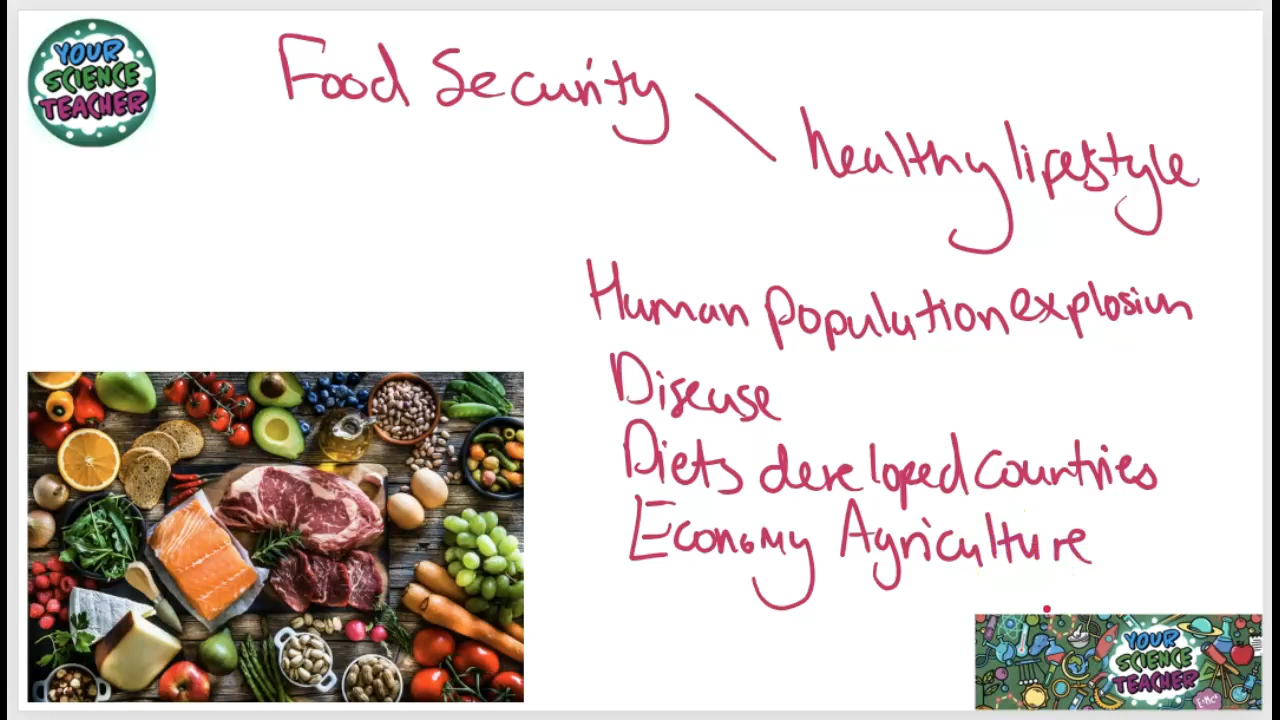 YOUR
SCIENCE
TEACHER
Food Security
healthy lifestyle
Human population explosion
Disease
Diets developed countries
Economy Agriculture
YOUR
SCIENCE
TEACHER